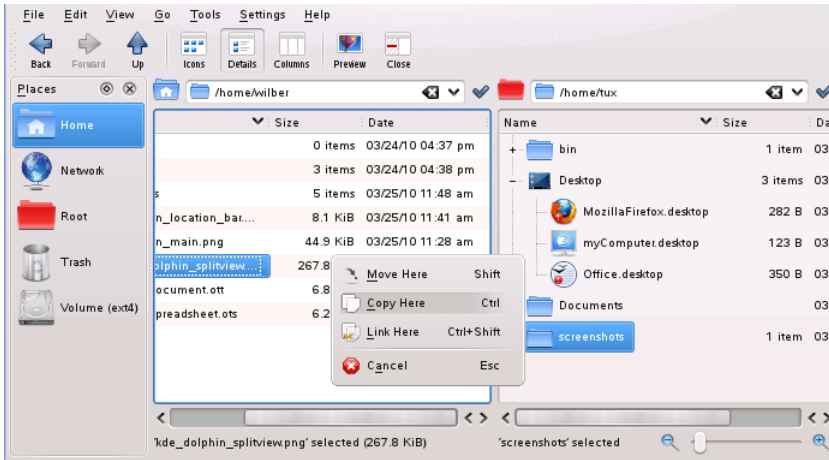 File Edit View Go Tools Settings Help
Back Forward Up Icons Details Columns Preview Close
Places
Home
Network
Root
Trash
Volume (ext4)
/home/wilber
Size Date
0 items 03/24/10 04:37 pm
3 items 03/24/10 04:38 pm
s 5 items 03/25/10 11:48 am
n_location_bar.... 8.1 KiB 03/25/10 11:41 am
n_main.png 44.9 KiB 03/25/10 11:28 am
olphin_splitview.... 267.8
ocument.ott 6.8
preadsheet.ots 6.2
Move Here Shift
Copy Here Ctrl
Link Here Ctrl+Shift
Cancel Esc
'kde_dolphin_splitview.png' selected (267.8 KiB)
/home/tux
Name Size Da
bin 1 item 03
Desktop 3 items 03
MozillaFirefox.desktop 282 B 03
myComputer.desktop 123 B 03
Office.desktop 350 B 03
Documents 03
screenshots 1 item 03
'screenshots' selected